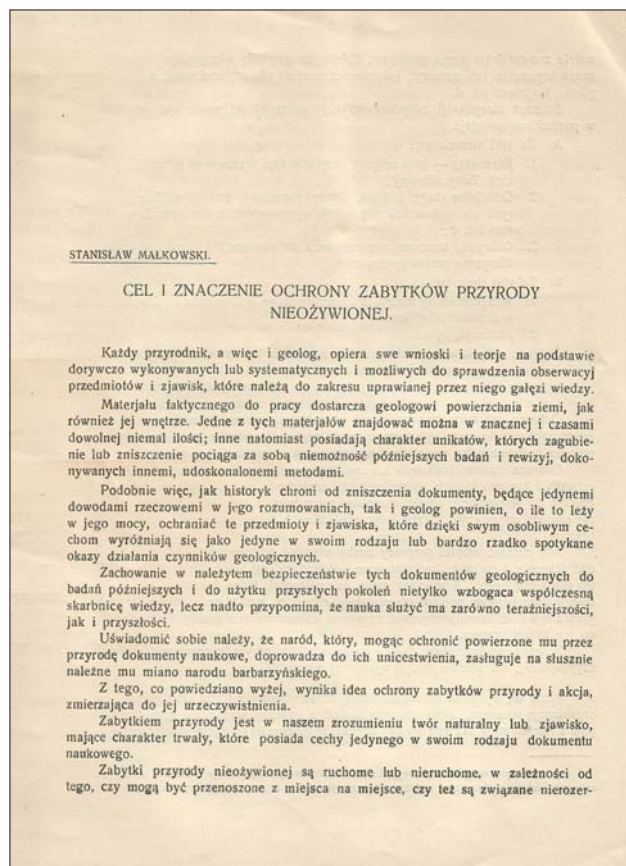 STANISŁAW MAŁKOWSKI.
CEL I ZNACZENIE OCHRONY ZABYTKÓW PRZYRODY
NIEOŻYWIONEJ.
Każdy przyrodnik, a więc i geolog, opiera swe wnioski i teorje na podstawie
dorywczo wykonywanych lub systematycznych i możliwych do sprawdzenia obserwacyj
przedmiotów i zjawisk, które należą do zakresu uprawianej przez niego gałęzi wiedzy.
Materjału faktycznego do pracy dostarcza geologowi powierzchnia ziemi, jak
również jej wnętrze. Jedne z tych materjałów znajdować można w znacznej i czasami
dowolnej niemal ilości; inne natomiast posiadają charakter unikatów, których zagubie-
nie lub zniszczenie pociąga za sobą niemożność późniejszych badań i rewizyj, doko-
nywanych innemi, udoskonalonemi metodami.
Podobnie więc, jak historyk chroni od zniszczenia dokumenty, będące jedynemi
dowodami rzeczowemi w jego rozumowaniach, tak i geolog powinien, o ile to leży
w jego mocy, ochraniać te przedmioty i zjawiska, które dzięki swym osobliwym ce-
chom wyróżniają się jako jedyne w swoim rodzaju lub bardzo rzadko spotykane
okazy działania czynników geologicznych.
Zachowanie w należytem bezpieczeństwie tych dokumentów geologicznych do
badań późniejszych i do użytku przyszłych pokoleń nietylko wzbogaca współczesną
skarbnicę wiedzy, lecz nadto przypomina, że nauka służyć ma zarówno teraźniejszości,
jak i przyszłości.
Uświadomić sobie należy, że naród, który, mogąc ochronić powierzone mu przez
przyrodę dokumenty naukowe, doprowadza do ich unicestwienia, zasługuje na słusznie
należne mu miano narodu barbarzyńskiego.
Z tego, co powiedziano wyżej, wynika idea ochrony zabytków przyrody i akcja,
zmierzająca do jej urzeczywistnienia.
Zabytkiem przyrody jest w naszem zrozumieniu twór naturalny lub zjawisko,
mające charakter trwały, które posiada cechy jedynego w swoim rodzaju dokumentu
naukowego.
Zabytki przyrody nieożywionej są ruchome lub nieruchome, w zależności od
tego, czy mogą być przenoszone z miejsca na miejsce, czy też są związane nierozer-